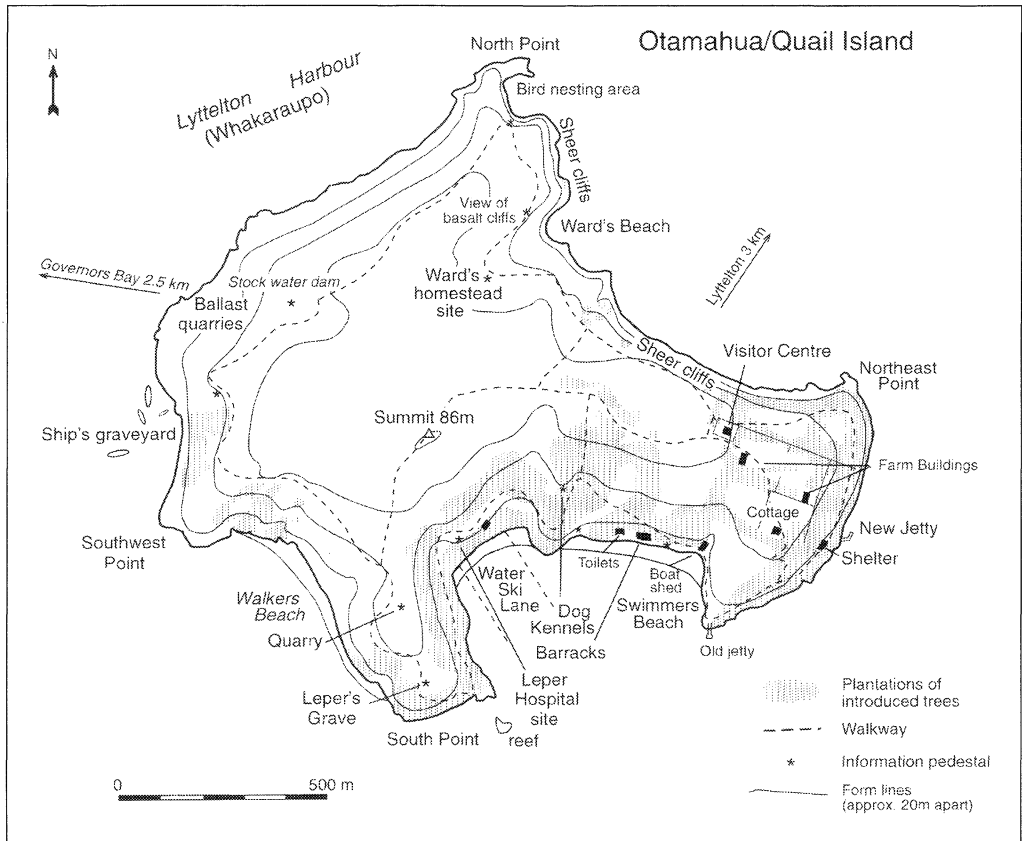 Otamahua/Quail Island
N
Lyttelton Harbour
(Whakaraupo)
North Point
Bird nesting area
Sheer cliffs
View of
basalt cliffs
Ward's Beach
Lyttelton 3 km
Governors Bay 2.5 km
Stock water dam
Ward's
homestead
site
Ballast
quarries
Sheer cliffs
Visitor Centre
Northeast
Point
Summit 86m
Ship's graveyard
Farm Buildings
Cottage
New Jetty
Shelter
Southwest
Point
Toilets
Water
Ski
Lane
Boat
shed
Swimmers
Beach
Dog
Kennels
Walkers
Beach
Quarry
Barracks
Old jetty
Leper
Hospital
site
Leper's
Grave
South Point
reef
Plantations of
introduced trees
Walkway
* Information pedestal
Form lines
(approx. 20m apart)
0 500 m